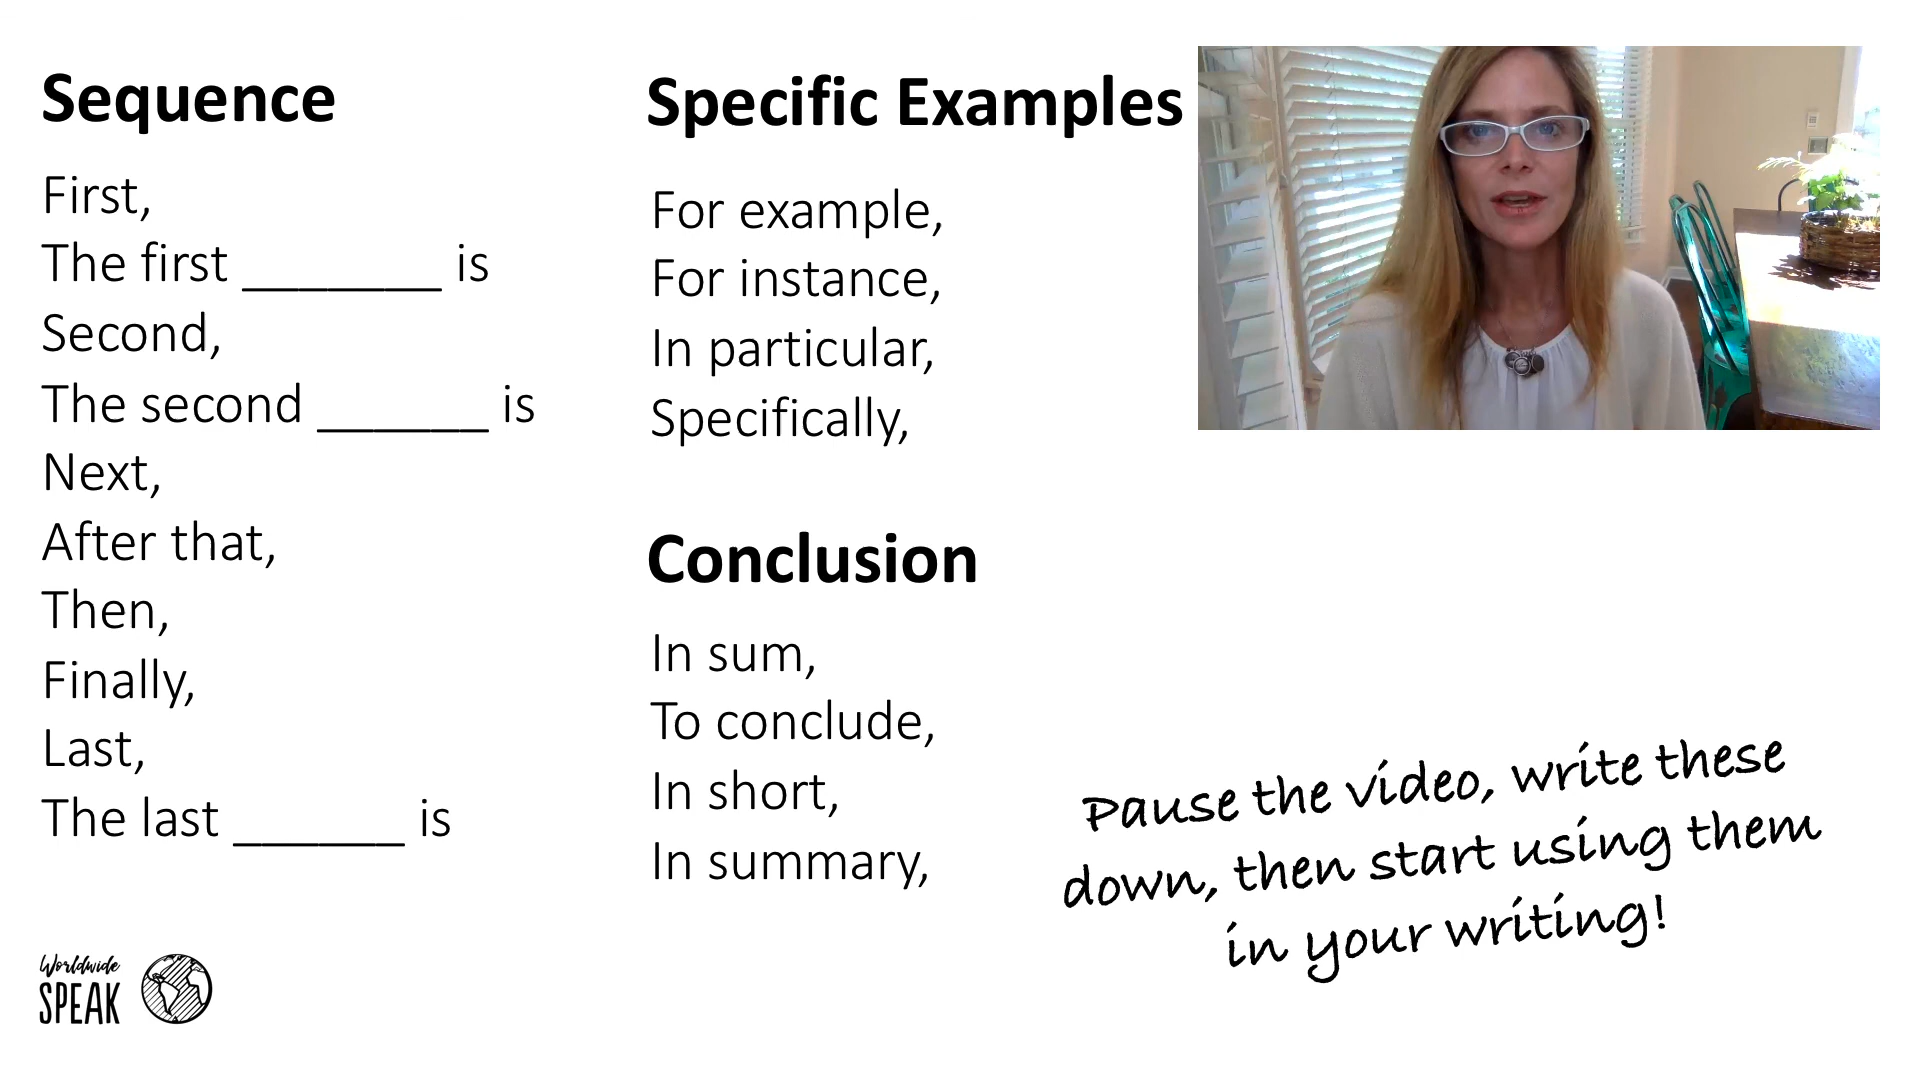 Sequence
First,
The first _______ is
Second,
The second ______ is
Next,
After that,
Then,
Finally,
Last,
The last ______ is
Specific Examples
For example,
For instance,
In particular,
Specifically,
Conclusion
In sum,
To conclude,
In short,
In summary,
Pause the video, write these
down, then start using them
in your writing!
Worldwide
SPEAK